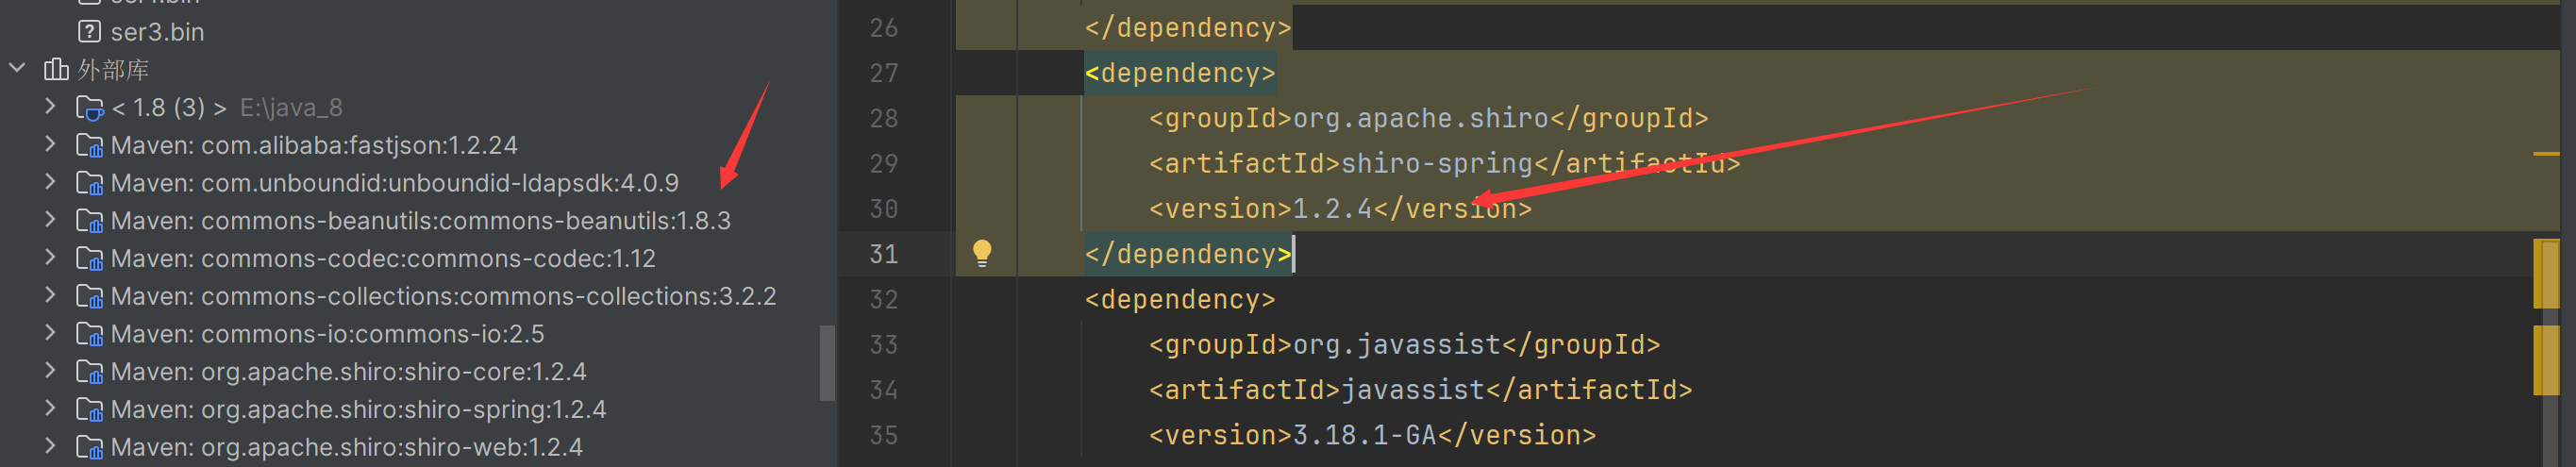 ser3.bin
外部库
< 1.8 (3) > E:\java_8
Maven: com.alibaba:fastjson:1.2.24
Maven: com.unboundid:unboundid-ldapsdk:4.0.9
Maven: commons-beanutils:commons-beanutils:1.8.3
Maven: commons-codec:commons-codec:1.12
Maven: commons-collections:commons-collections:3.2.2
Maven: commons-io:commons-io:2.5
Maven: org.apache.shiro:shiro-core:1.2.4
Maven: org.apache.shiro:shiro-spring:1.2.4
Maven: org.apache.shiro:shiro-web:1.2.4
26 </dependency>
27 <dependency>
28 <groupId>org.apache.shiro</groupId>
29 <artifactId>shiro-spring</artifactId>
30 <version>1.2.4</version>
31 </dependency>
32 <dependency>
33 <groupId>org.javassist</groupId>
34 <artifactId>javassist</artifactId>
35 <version>3.18.1-GA</version>